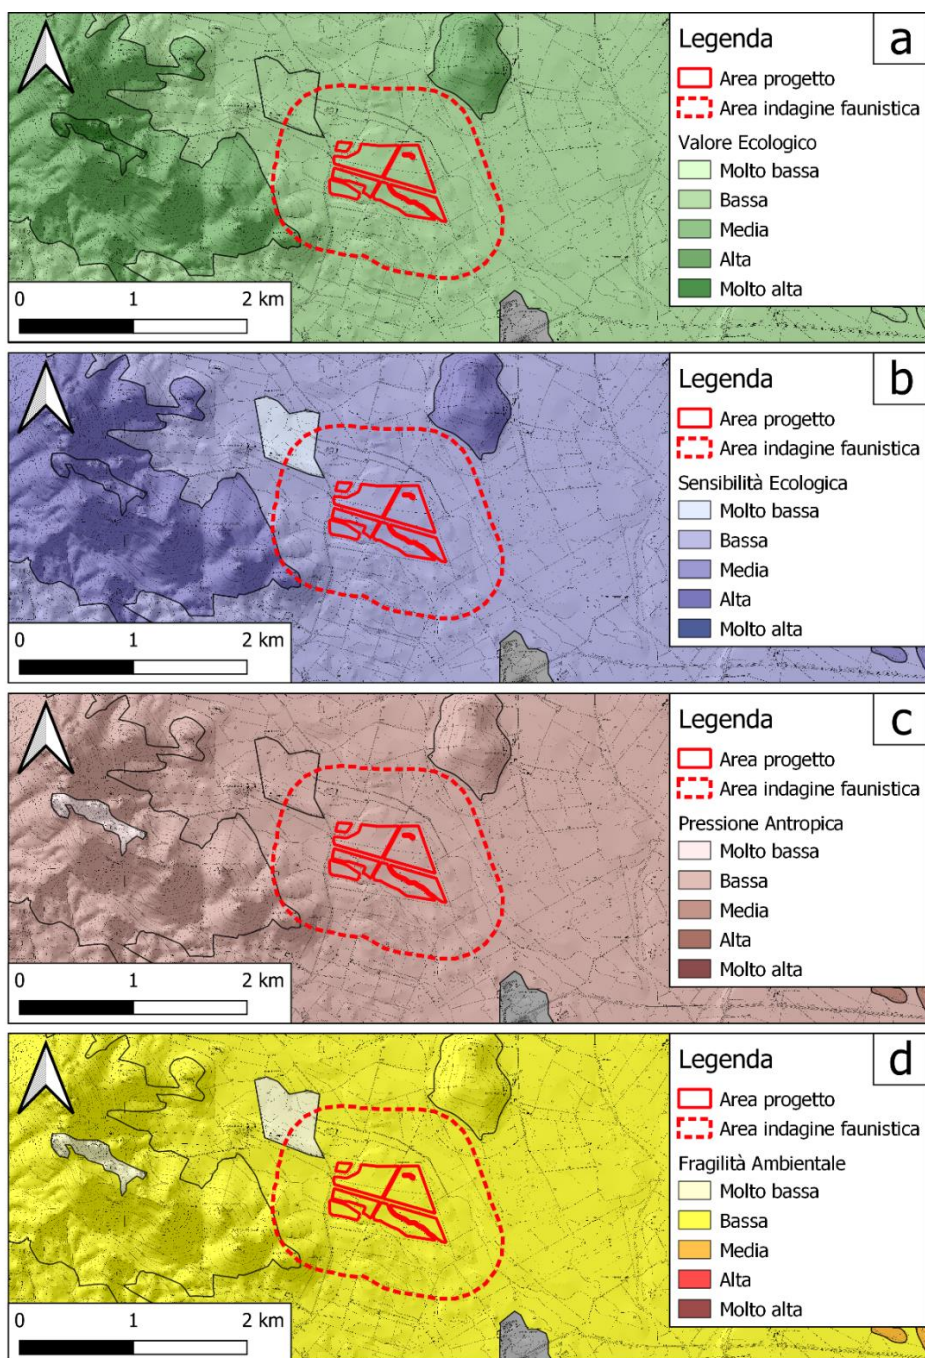 Legenda
a
Area progetto
Area indagine faunistica
Valore Ecologico
Molto bassa
Bassa
Media
Alta
Molto alta
0 1 2 km
Legenda
b
Area progetto
Area indagine faunistica
Sensibilità Ecologica
Molto bassa
Bassa
Media
Alta
Molto alta
0 1 2 km
Legenda
c
Area progetto
Area indagine faunistica
Pressione Antropica
Molto bassa
Bassa
Media
Alta
Molto alta
0 1 2 km
Legenda
d
Area progetto
Area indagine faunistica
Fragilità Ambientale
Molto bassa
Bassa
Media
Alta
Molto alta
0 1 2 km